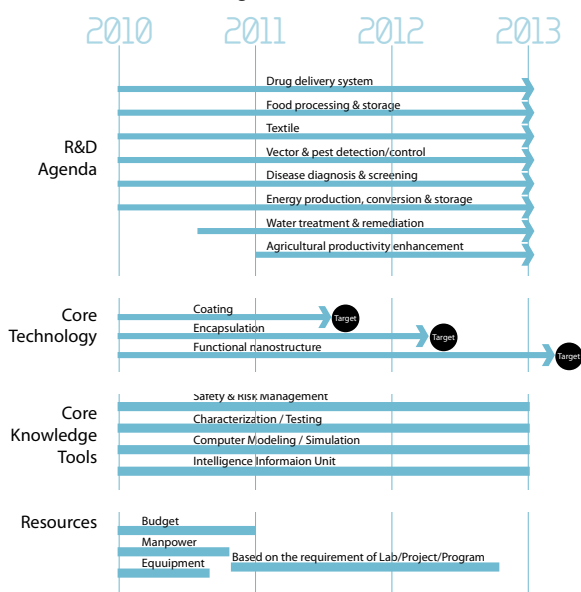 2010 2011 2012 2013
Drug delivery system
Food processing & storage
Textile
R&D
Agenda
Vector & pest detection/control
Disease diagnosis & screening
Energy production, conversion & storage
Water treatment & remediation
Agricultural productivity enhancement
Core
Technology
Coating
Target
Encapsulation
Target
Functional nanostructure
Target
Core
Knowledge
Tools
Safety & Risk Management
Characterization / Testing
Computer Modeling / Simulation
Intelligence Informaion Unit
Resources
Budget
Manpower
Equuipment
Based on the requirement of Lab/Project/Program